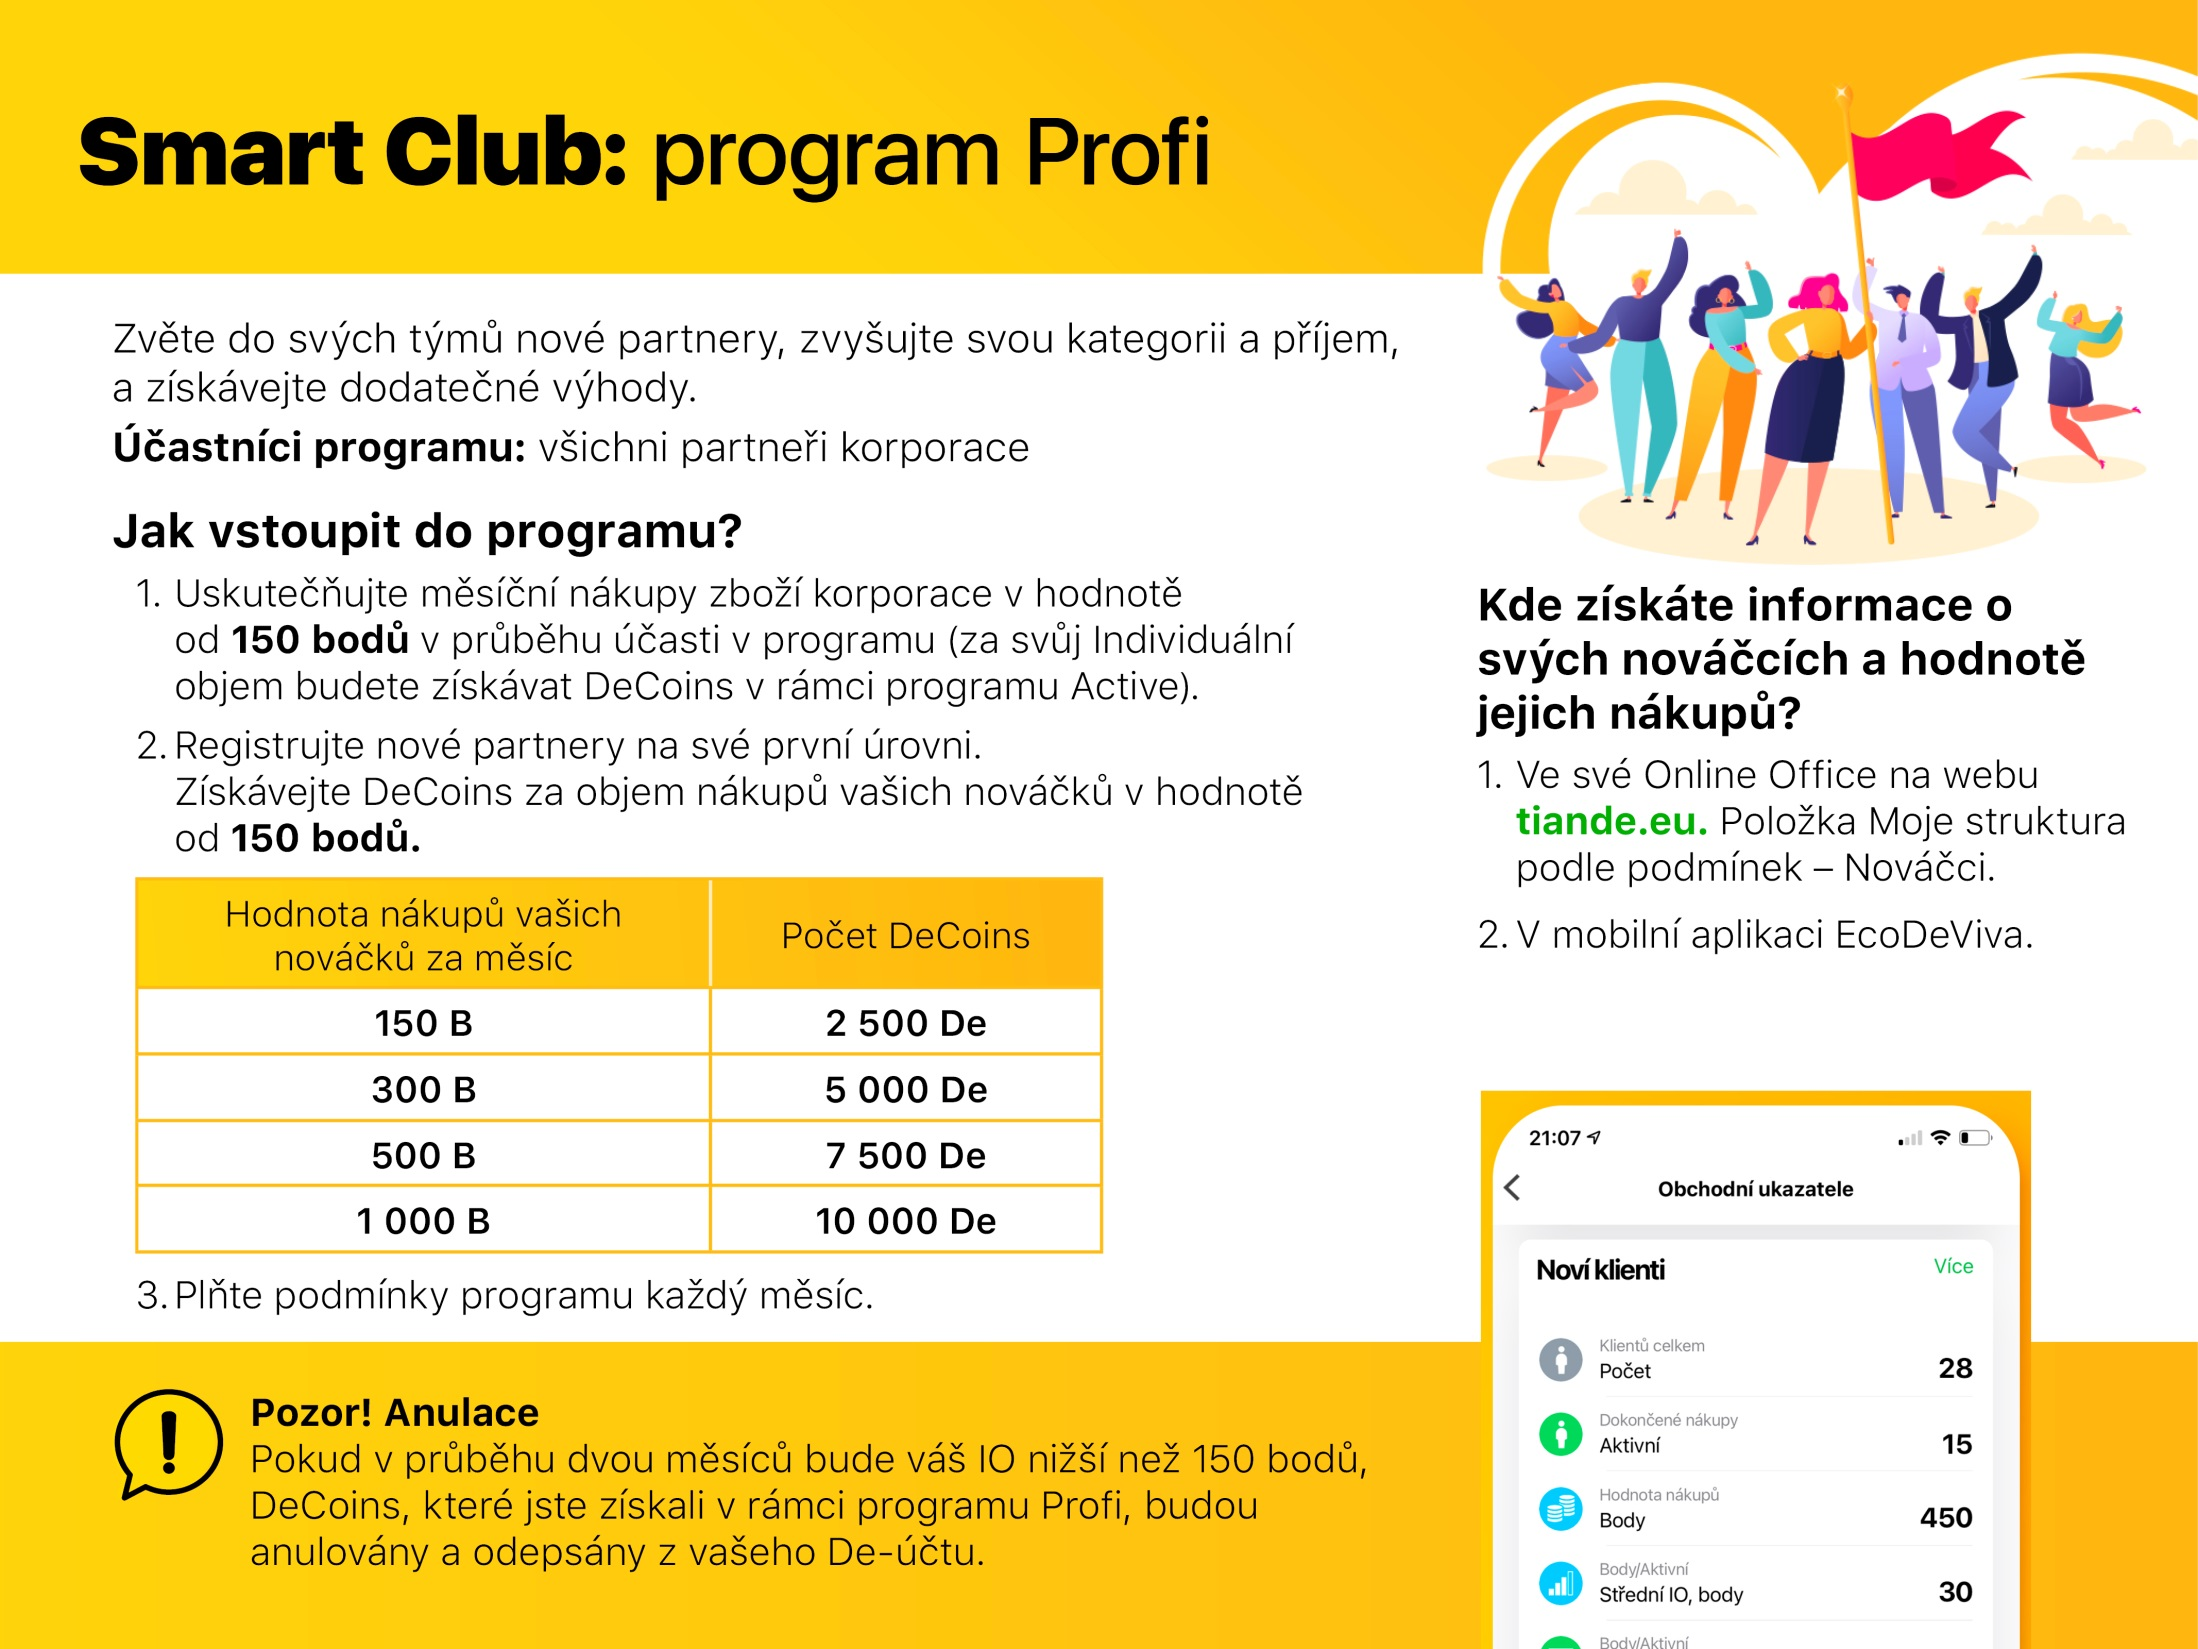 Smart Club: program Profi
Zvěte do svých týmů nové partnery, zvyšujte svou kategorii a příjem,
a získávejte dodatečné výhody.
Účastníci programu: všichni partneři korporace
Jak vstoupit do programu?
1. Uskutečňujte měsíční nákupy zboží korporace v hodnotě
od 150 bodů v průběhu účasti v programu (za svůj Individuální
objem budete získávat DeCoins v rámci programu Active).
2. Registrujte nové partnery na své první úrovni.
Získávejte DeCoins za objem nákupů vašich nováčků v hodnotě
od 150 bodů.
Hodnota nákupů vašich
nováčků za měsíc
Počet DeCoins
150 B 2 500 De
300 B 5 000 De
500 B 7 500 De
1 000 B 10 000 De
3. Plňte podmínky programu každý měsíc.
Pozor! Anulace
Pokud v průběhu dvou měsíců bude váš IO nižší než 150 bodů,
DeCoins, které jste získali v rámci programu Profi, budou
anulovány a odepsány z vašeho De-účtu.
Kde získáte informace o
svých nováčcích a hodnotě
jejich nákupů?
1. Ve své Online Office na webu
tiande.eu. Položka Moje struktura
podle podmínek – Nováčci.
2. V mobilní aplikaci EcoDeViva.
21:07
Obchodní ukazatele
Noví klienti Více
Klientů celkem
Počet 28
Dokončené nákupy
Aktivní 15
Hodnota nákupů
Body 450
Body/Aktivní
Střední IO, body 30
Body/Aktivní